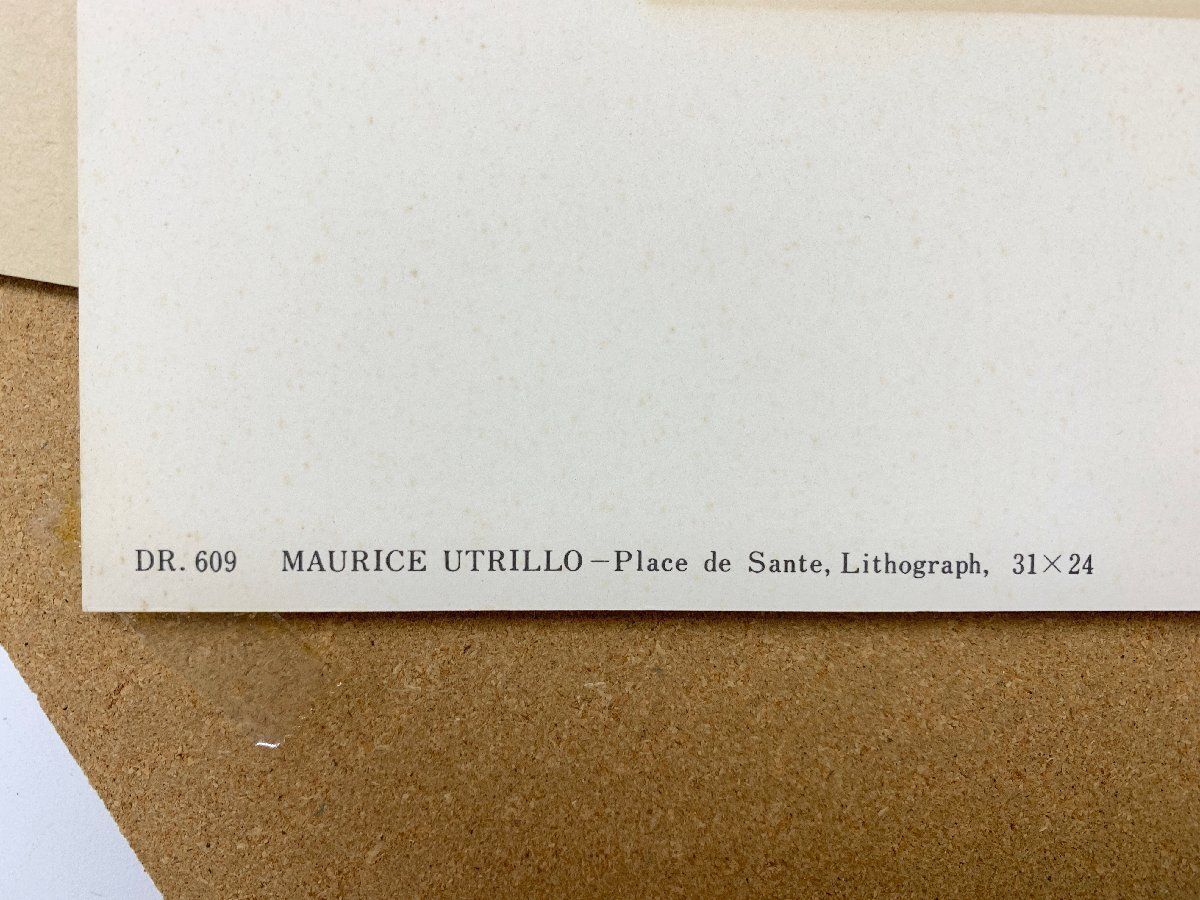 DR. 609 MAURICE UTRILLO－Place de Sante, Lithograph, 31×24